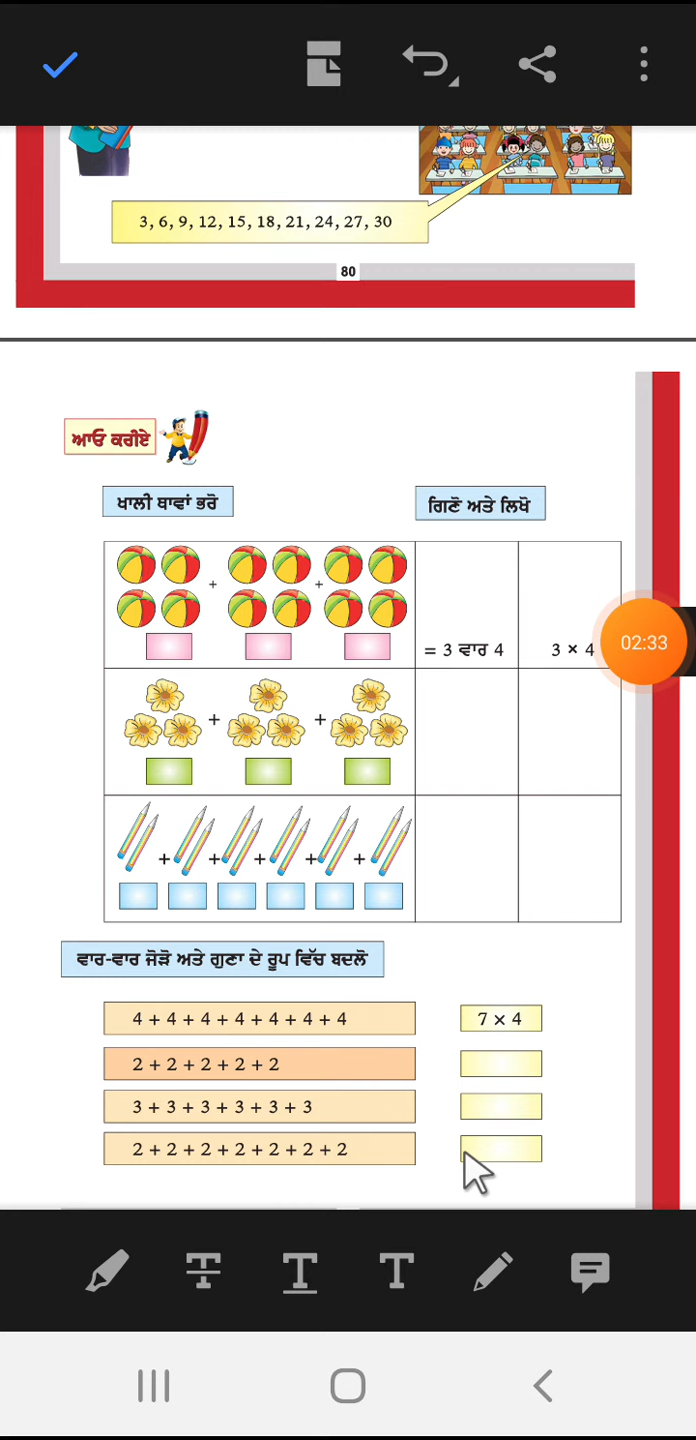 3, 6, 9, 12, 15, 18, 21, 24, 27, 30
80
ਆਓ ਕਰੀਏ
ਖਾਲੀ ਥਾਵਾਂ ਭਰੋ
ਗਿਣੋ ਅਤੇ ਲਿਖੋ
+ +
= 3 ਵਾਰ 4
3 × 4
02:33
+ +
+ + + + +
ਵਾਰ-ਵਾਰ ਜੋੜੋ ਅਤੇ ਗੁਣਾ ਦੇ ਰੂਪ ਵਿੱਚ ਬਦਲੋ
4 + 4 + 4 + 4 + 4 + 4 + 4
7 × 4
2 + 2 + 2 + 2 + 2
3 + 3 + 3 + 3 + 3 + 3
2 + 2 + 2 + 2 + 2 + 2 + 2